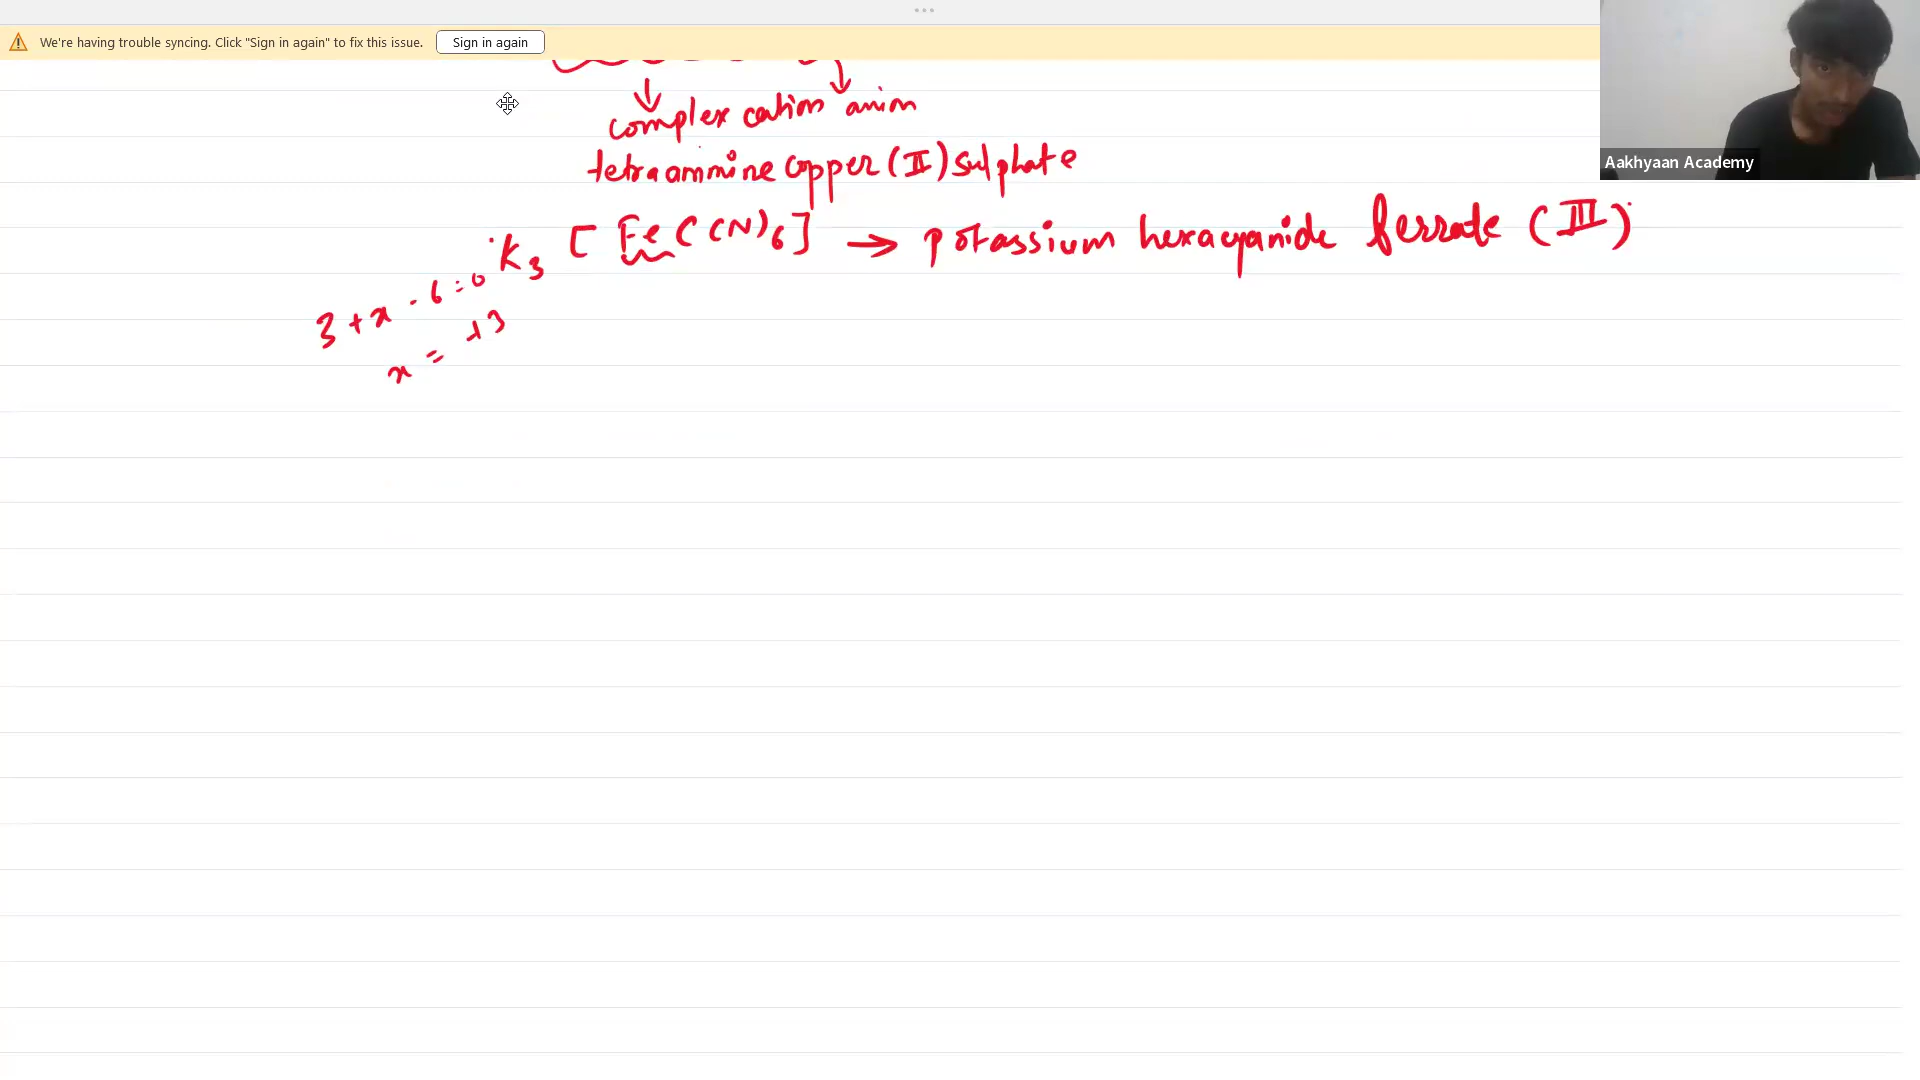 We're having trouble syncing. Click "Sign in again" to fix this issue. Sign in again
complex cation anion
tetraammine copper (II) sulphate
K3 [Fe(CN)6] → potassium hexacyanide ferrate (III)
3 + x - 6 = 0
x = +3
Aakhyaan Academy